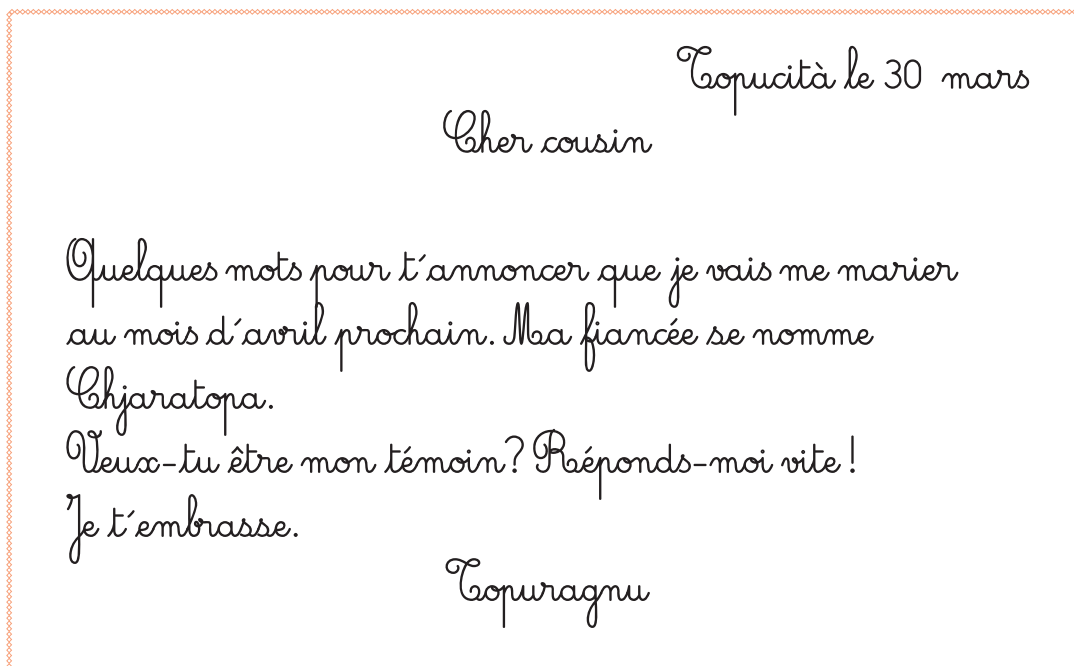 Topucità le 30 mars
Cher cousin
Quelques mots pour t´annoncer que je vais me marier
au mois d´avril prochain. Ma fiancée se nomme
Chjaratopa.
Veux-tu être mon témoin? Réponds-moi vite !
Je t´embrasse.
Topuragnu